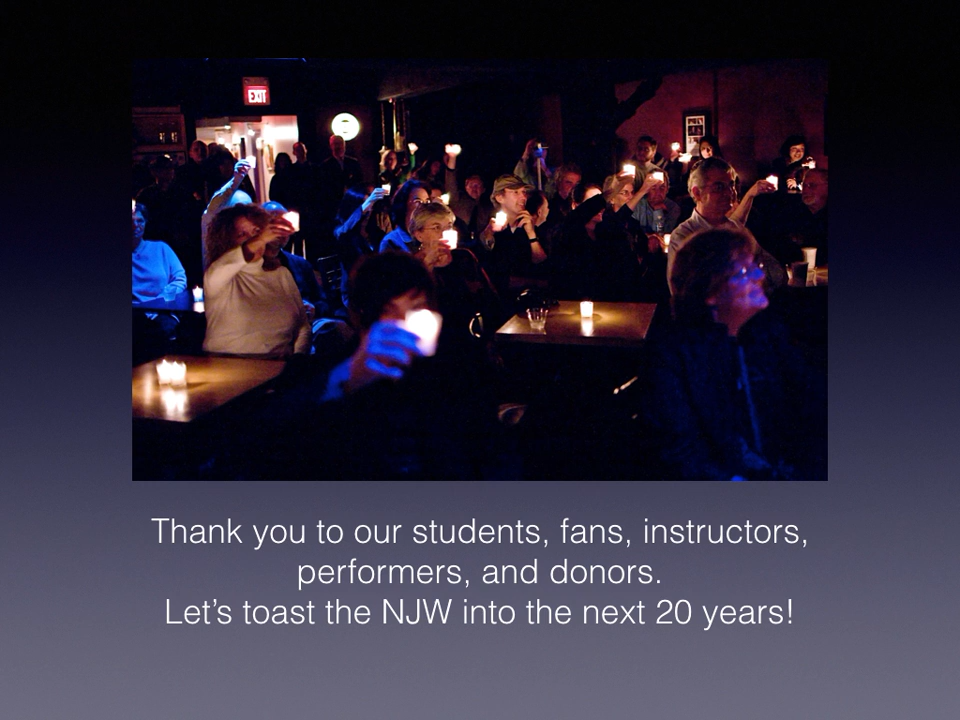 EXIT
Thank you to our students, fans, instructors,
performers, and donors.
Let’s toast the NJW into the next 20 years!